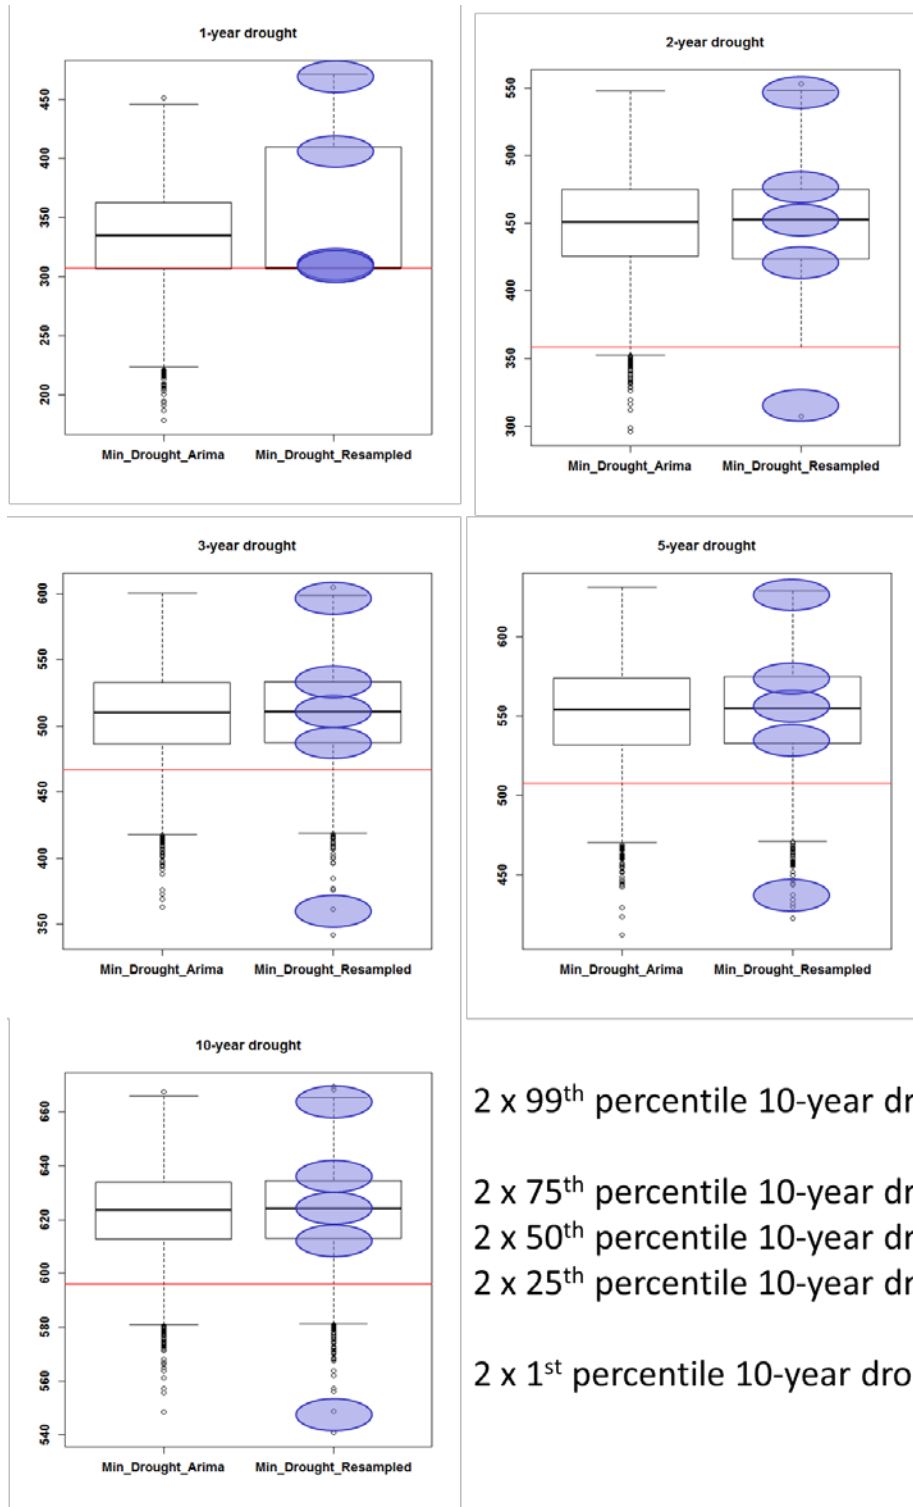 1-year drought
450
400
350
300
250
200
Min_Drought_Arima Min_Drought_Resampled
2-year drought
550
500
450
400
350
300
Min_Drought_Arima Min_Drought_Resampled
3-year drought
600
550
500
450
400
350
Min_Drought_Arima Min_Drought_Resampled
5-year drought
600
550
500
450
Min_Drought_Arima Min_Drought_Resampled
10-year drought
660
640
620
600
580
560
540
Min_Drought_Arima Min_Drought_Resampled
2 x 99th percentile 10-year dr
2 x 75th percentile 10-year dr
2 x 50th percentile 10-year dr
2 x 25th percentile 10-year dr
2 x 1st percentile 10-year dro